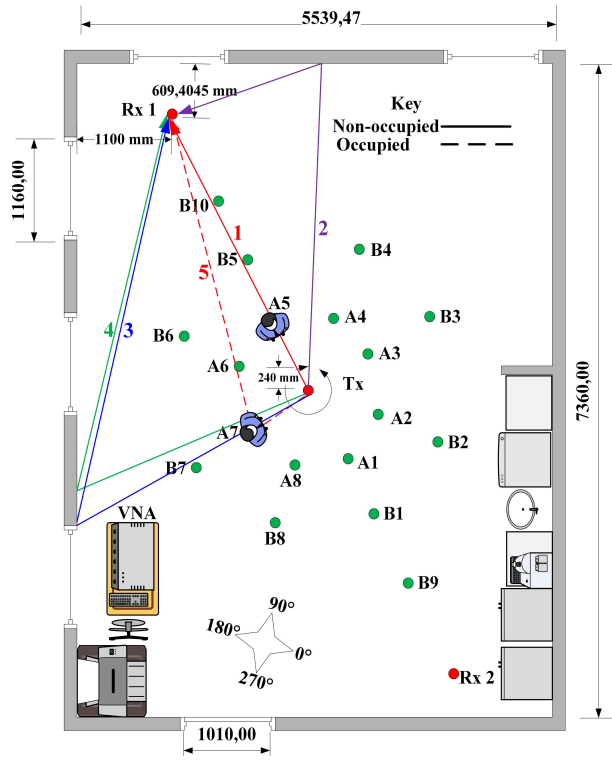 5539,47
609,4045 mm
Rx 1
Key
Non-occupied
Occupied
1100 mm
1160,00
B10
1
2
B4
B5
5
A5
A4
B3
4
3
B6
A3
A6
240 mm
Tx
7360,00
A2
A7
B2
A1
B7
A8
VNA
B1
B8
B9
90°
180°
0°
270°
Rx 2
1010,00